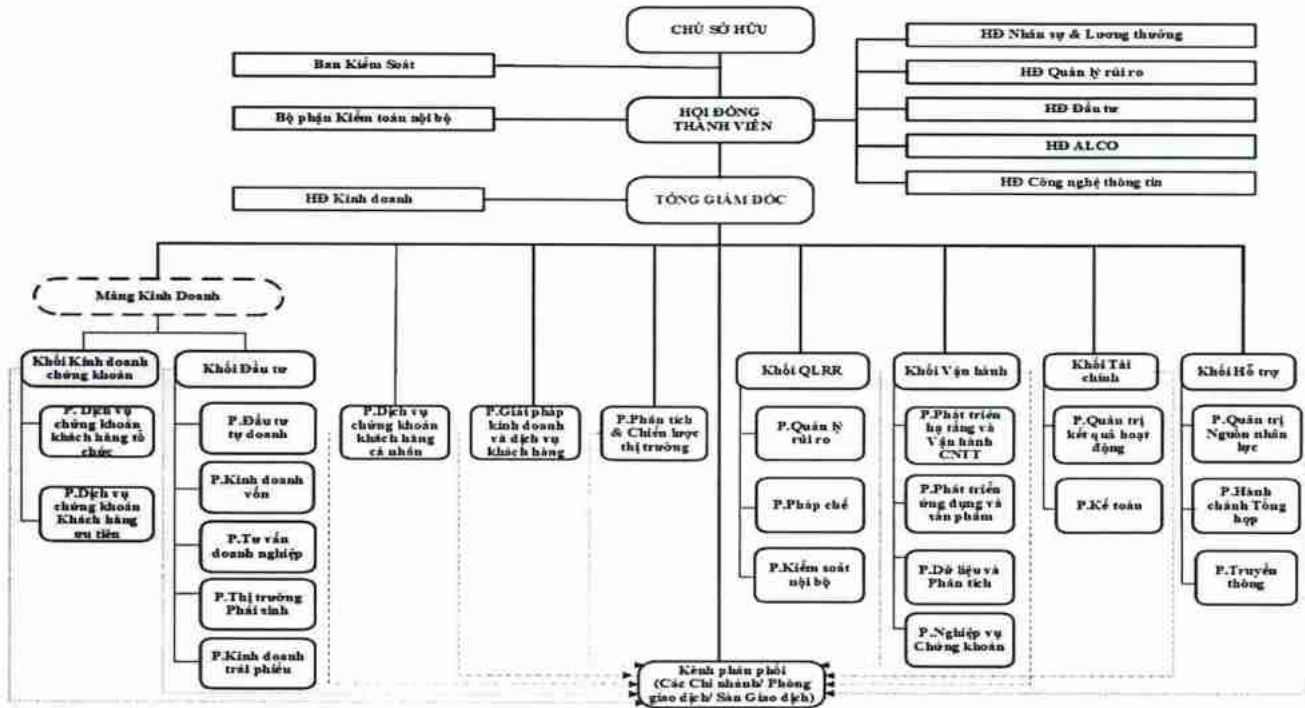 CHỦ SỞ HỮU
Ban Kiểm Soát
Bộ phận Kiểm toán nội bộ
HỘI ĐỒNG
THÀNH VIÊN
HĐ Nhân sự & Lương thưởng
HĐ Quản lý rủi ro
HĐ Đầu tư
HĐ ALCO
HĐ Công nghệ thông tin
HĐ Kinh doanh
TỔNG GIÁM ĐỐC
Mảng Kinh Doanh
Khối Kinh doanh
chứng khoán
P. Dịch vụ
chứng khoán
khách hàng tổ
chức
P.Dịch vụ
chứng khoán
Khách hàng
ưu tiên
Khối Đầu tư
P.Đầu tư
tự doanh
P.Kinh doanh
vốn
P.Tư vấn
doanh nghiệp
P.Thị trường
Phái sinh
P.Kinh doanh
trái phiếu
P.Dịch vụ
chứng khoán
khách hàng
cá nhân
P.Giải pháp
kinh doanh
và dịch vụ
khách hàng
P.Phân tích
& Chiến lược
thị trường
Khối QLRR
P.Quản lý
rủi ro
P.Pháp chế
P.Kiểm soát
nội bộ
Khối Vận hành
P.Phát triển
hạ tầng và
Vận hành
CNTT
P.Phát triển
ứng dụng và
sản phẩm
P.Dữ liệu và
Phân tích
P.Nghiệp vụ
Chứng khoán
Khối Tài
chính
P.Quản trị
kết quả hoạt
động
P.Kế toán
Khối Hỗ trợ
P.Quản trị
Nguồn nhân
lực
P.Hành
chánh Tổng
hợp
P.Truyền
thông
Kênh phân phối
(Các Chi nhánh/ Phòng
giao dịch/ Sàn Giao dịch)